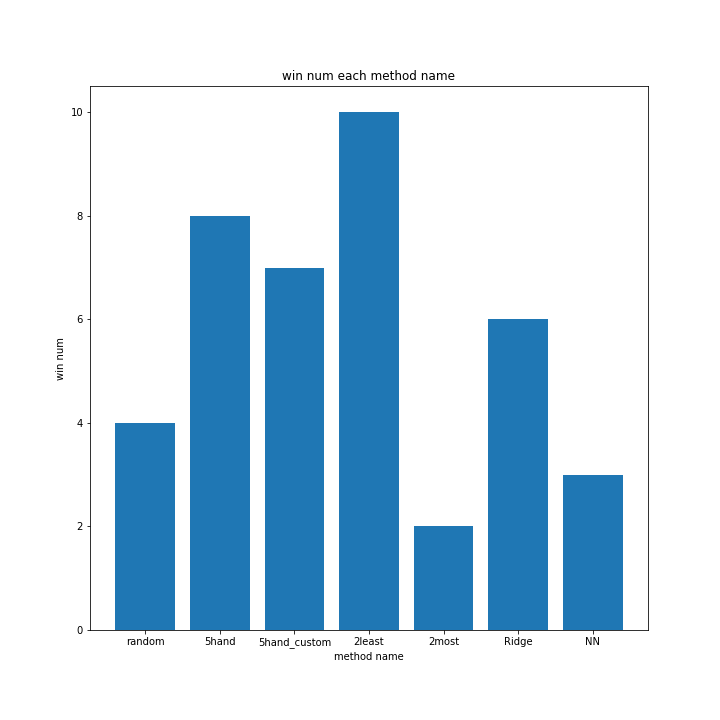 win num each method name
10
8
6
4
2
0
win num
random 5hand 5hand_custom 2least 2most Ridge NN
method name